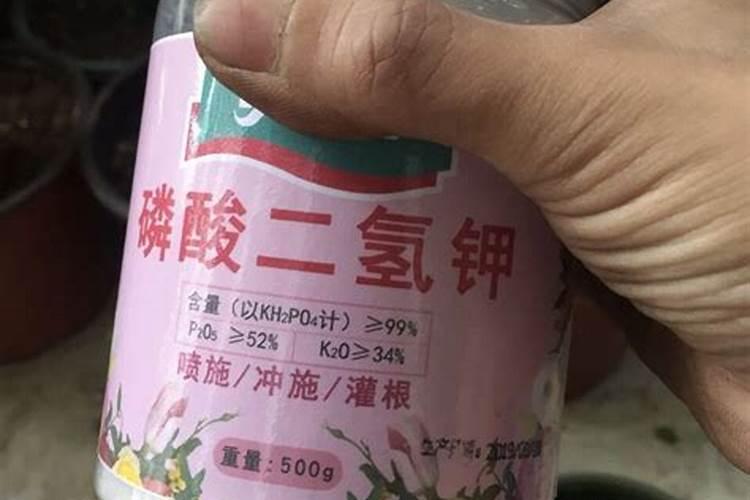 磷酸二氢钾
含量（以KH₂PO₄计）≥99%
P₂O₅ ≥52% K₂O≥34%
喷施/冲施/灌根
重量：500g